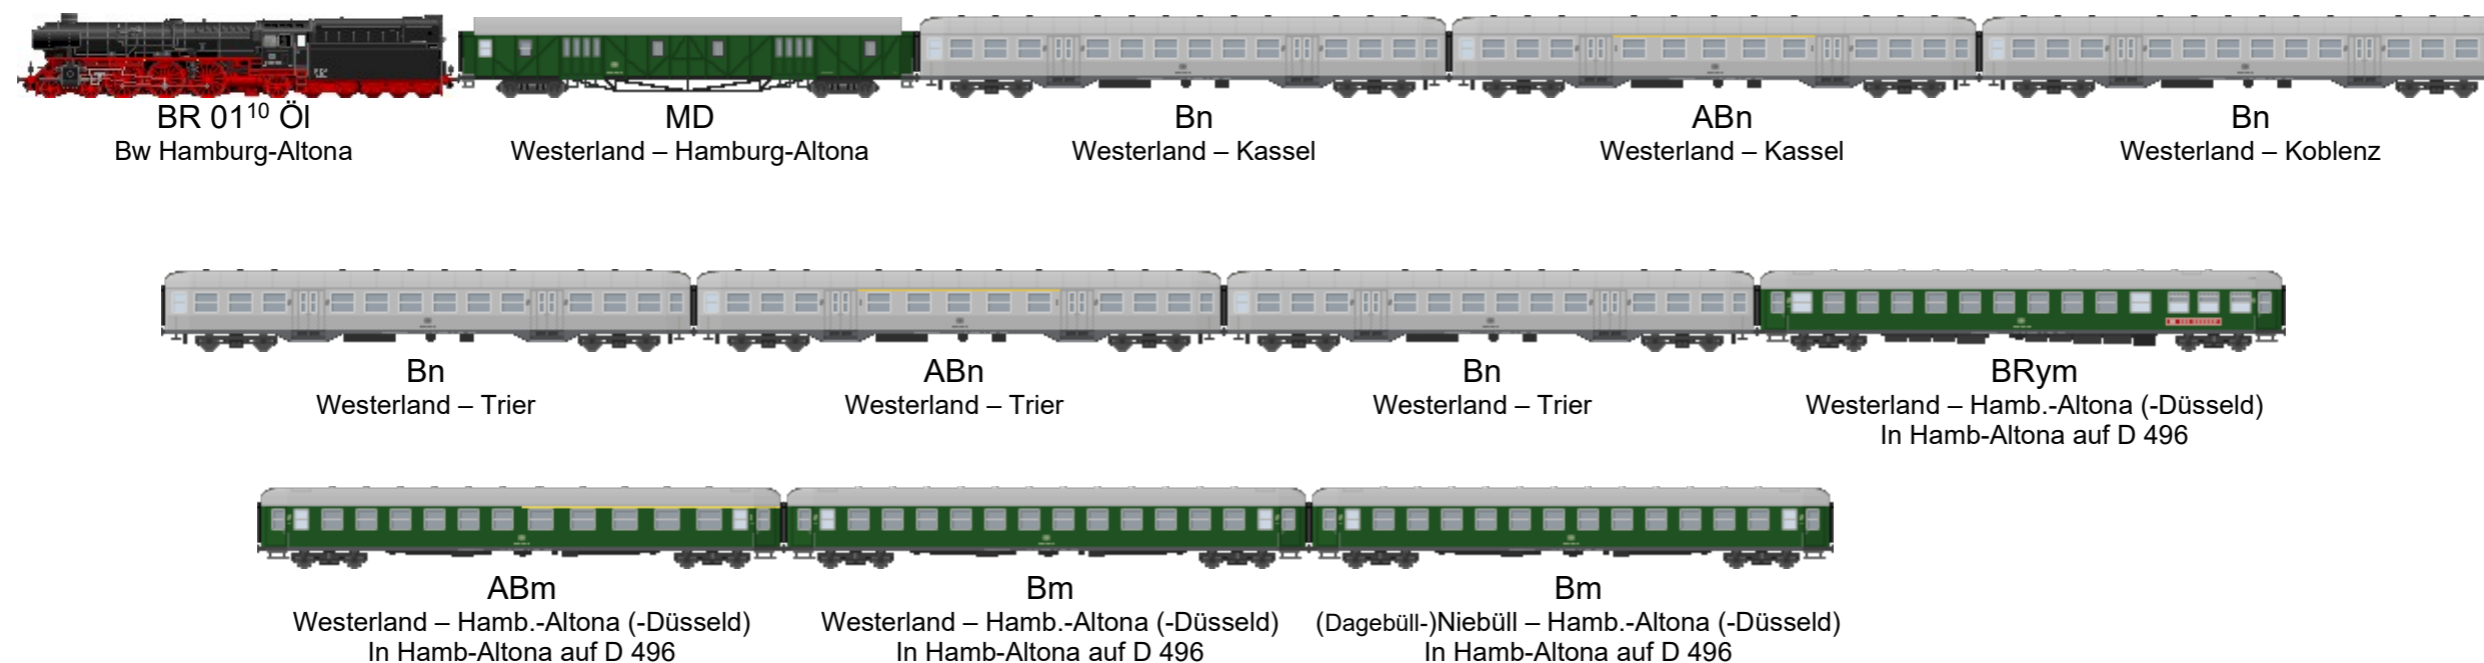 BR 01¹⁰ Öl
Bw Hamburg-Altona
MD
Westerland – Hamburg-Altona
Bn
Westerland – Kassel
ABn
Westerland – Kassel
Bn
Westerland – Koblenz
Bn
Westerland – Trier
ABn
Westerland – Trier
Bn
Westerland – Trier
BRym
Westerland – Hamb.-Altona (-Düsseld)
In Hamb-Altona auf D 496
ABm
Westerland – Hamb.-Altona (-Düsseld)
In Hamb-Altona auf D 496
Bm
Westerland – Hamb.-Altona (-Düsseld)
In Hamb-Altona auf D 496
Bm
(Dagebüll-)Niebüll – Hamb.-Altona (-Düsseld)
In Hamb-Altona auf D 496